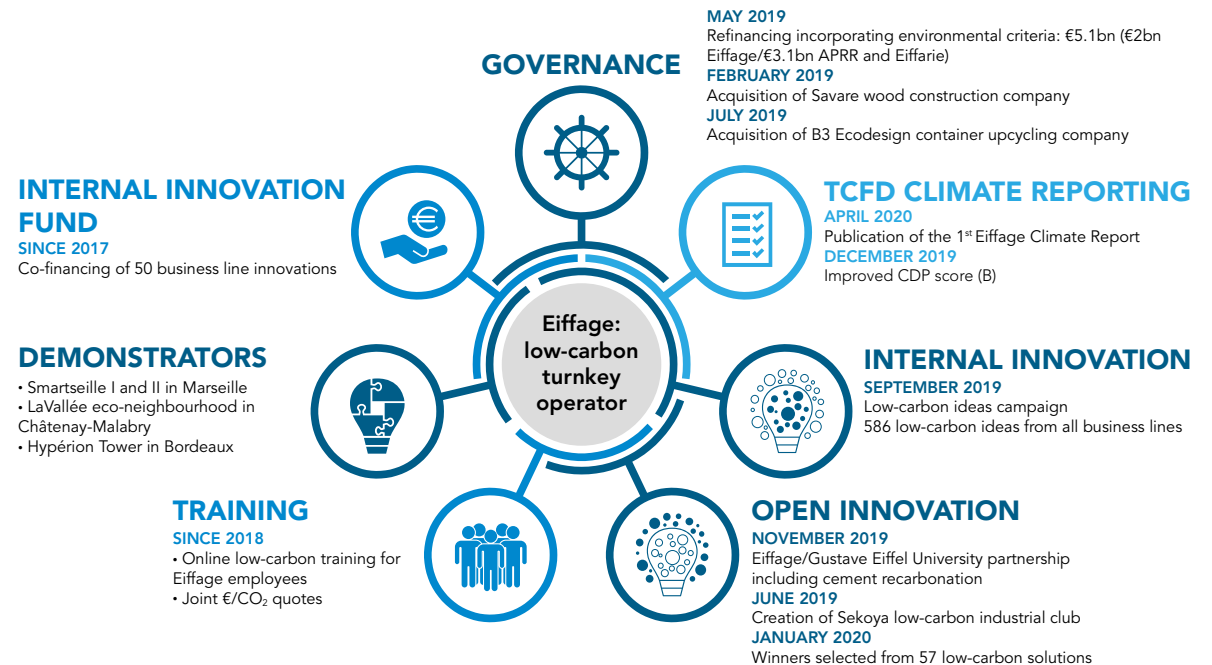 GOVERNANCE
MAY 2019
Refinancing incorporating environmental criteria: €5.1bn (€2bn
Eiffage/€3.1bn APRR and Eiffarie)
FEBRUARY 2019
Acquisition of Savare wood construction company
JULY 2019
Acquisition of B3 Ecodesign container upcycling company
INTERNAL INNOVATION
FUND
SINCE 2017
Co-financing of 50 business line innovations
TCFD CLIMATE REPORTING
APRIL 2020
Publication of the 1st Eiffage Climate Report
DECEMBER 2019
Improved CDP score (B)
Eiffage:
low-carbon
turnkey
operator
DEMONSTRATORS
• Smartseille I and II in Marseille
• LaVallée eco-neighbourhood in
Châtenay-Malabry
• Hypérion Tower in Bordeaux
INTERNAL INNOVATION
SEPTEMBER 2019
Low-carbon ideas campaign
586 low-carbon ideas from all business lines
TRAINING
SINCE 2018
• Online low-carbon training for
Eiffage employees
• Joint €/CO₂ quotes
OPEN INNOVATION
NOVEMBER 2019
Eiffage/Gustave Eiffel University partnership
including cement recarbonation
JUNE 2019
Creation of Sekoya low-carbon industrial club
JANUARY 2020
Winners selected from 57 low-carbon solutions